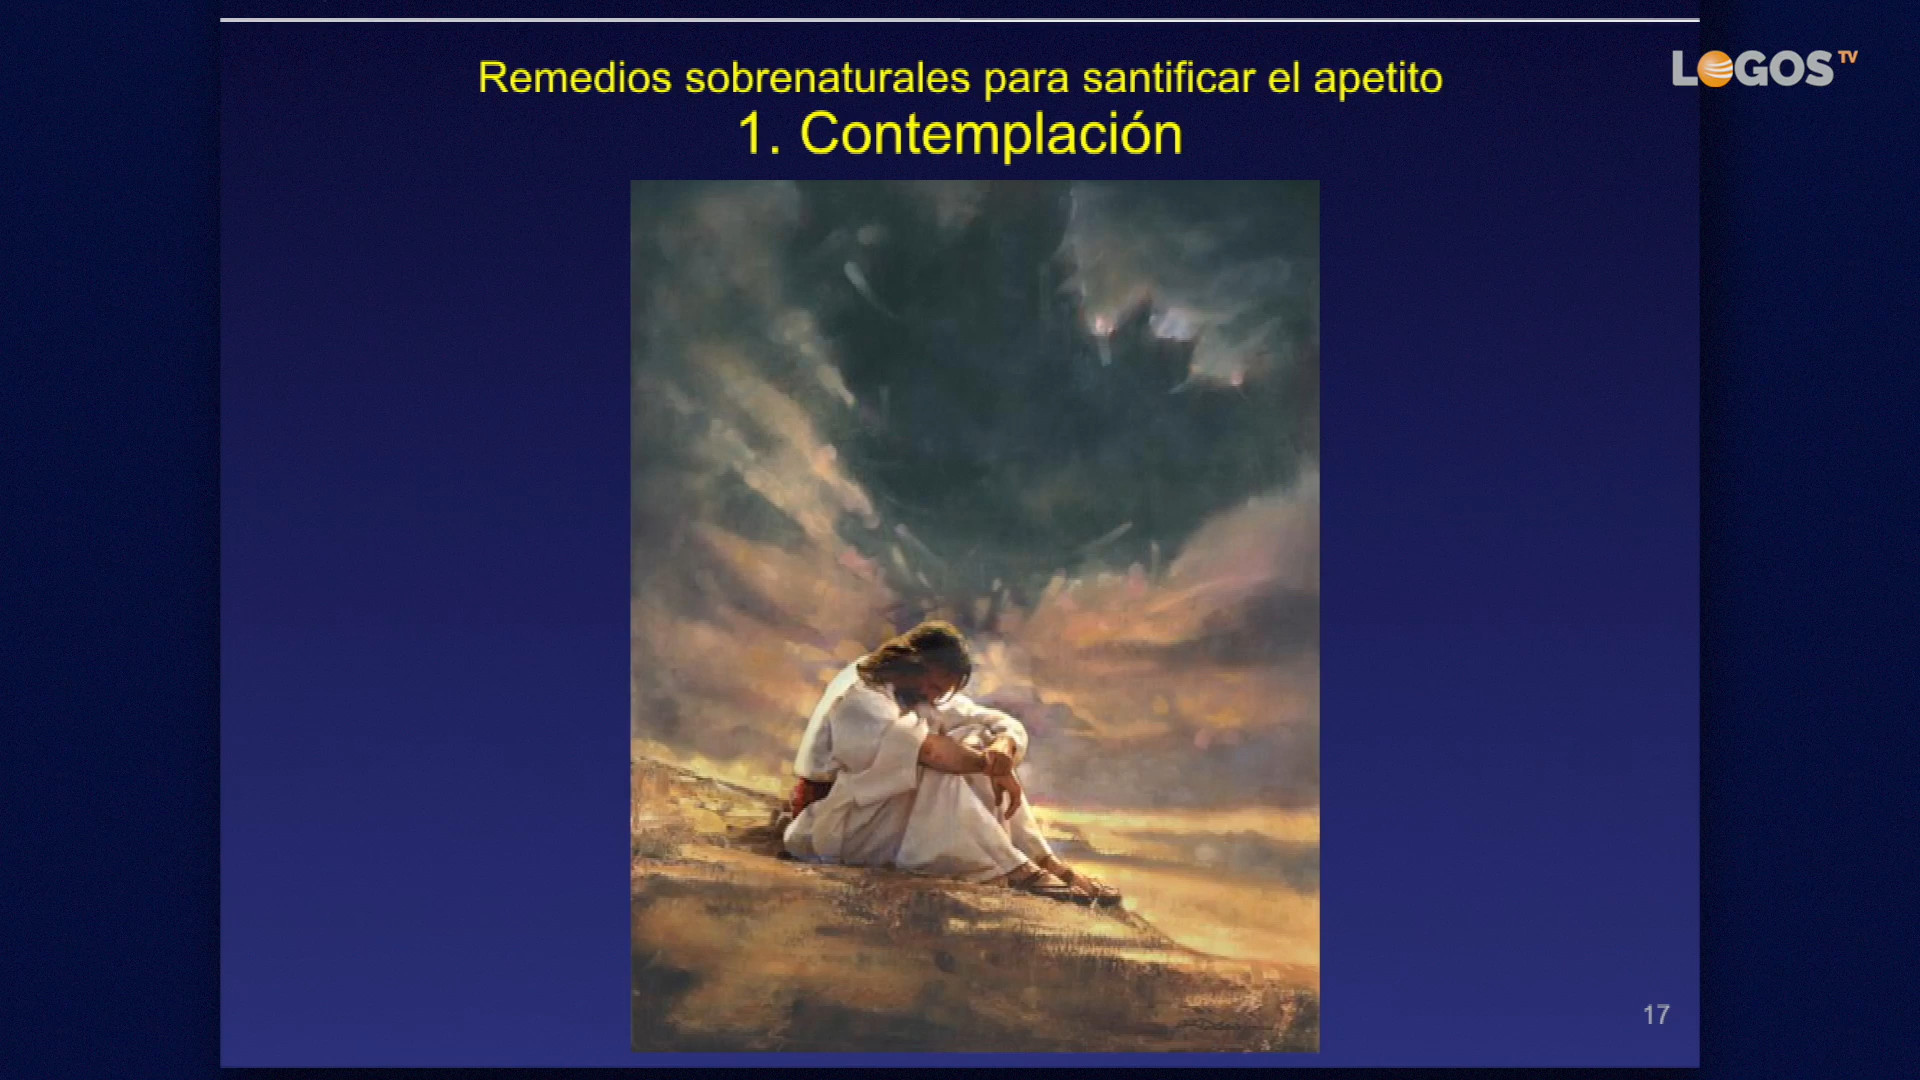 Remedios sobrenaturales para santificar el apetito
LOGOS TV
1. Contemplación
17